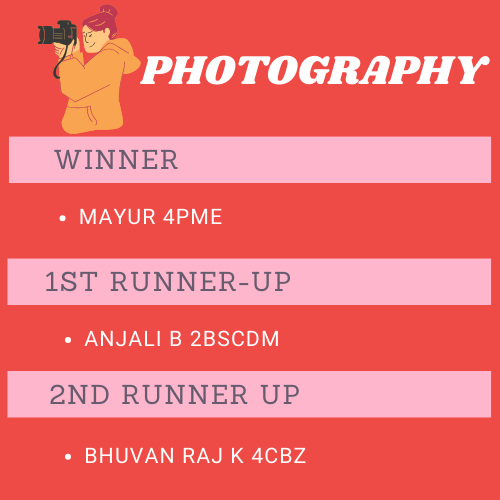 PHOTOGRAPHY
WINNER
• MAYUR 4PME
1ST RUNNER-UP
• ANJALI B 2BSCDM
2ND RUNNER UP
• BHUVAN RAJ K 4CBZ